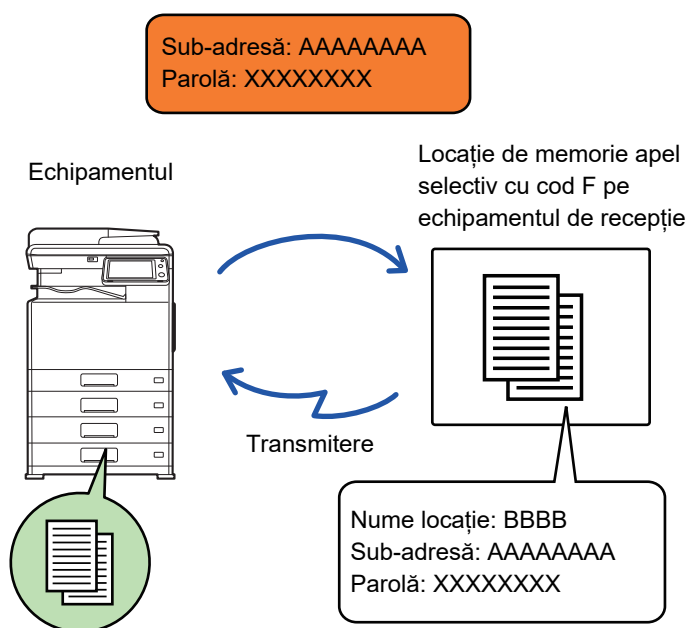 Sub-adresă: AAAAAAAA
Parolă: XXXXXXXX
Echipamentul
Locație de memorie apel
selectiv cu cod F pe
echipamentul de recepție
Transmitere
Nume locație: BBBB
Sub-adresă: AAAAAAAA
Parolă: XXXXXXXX